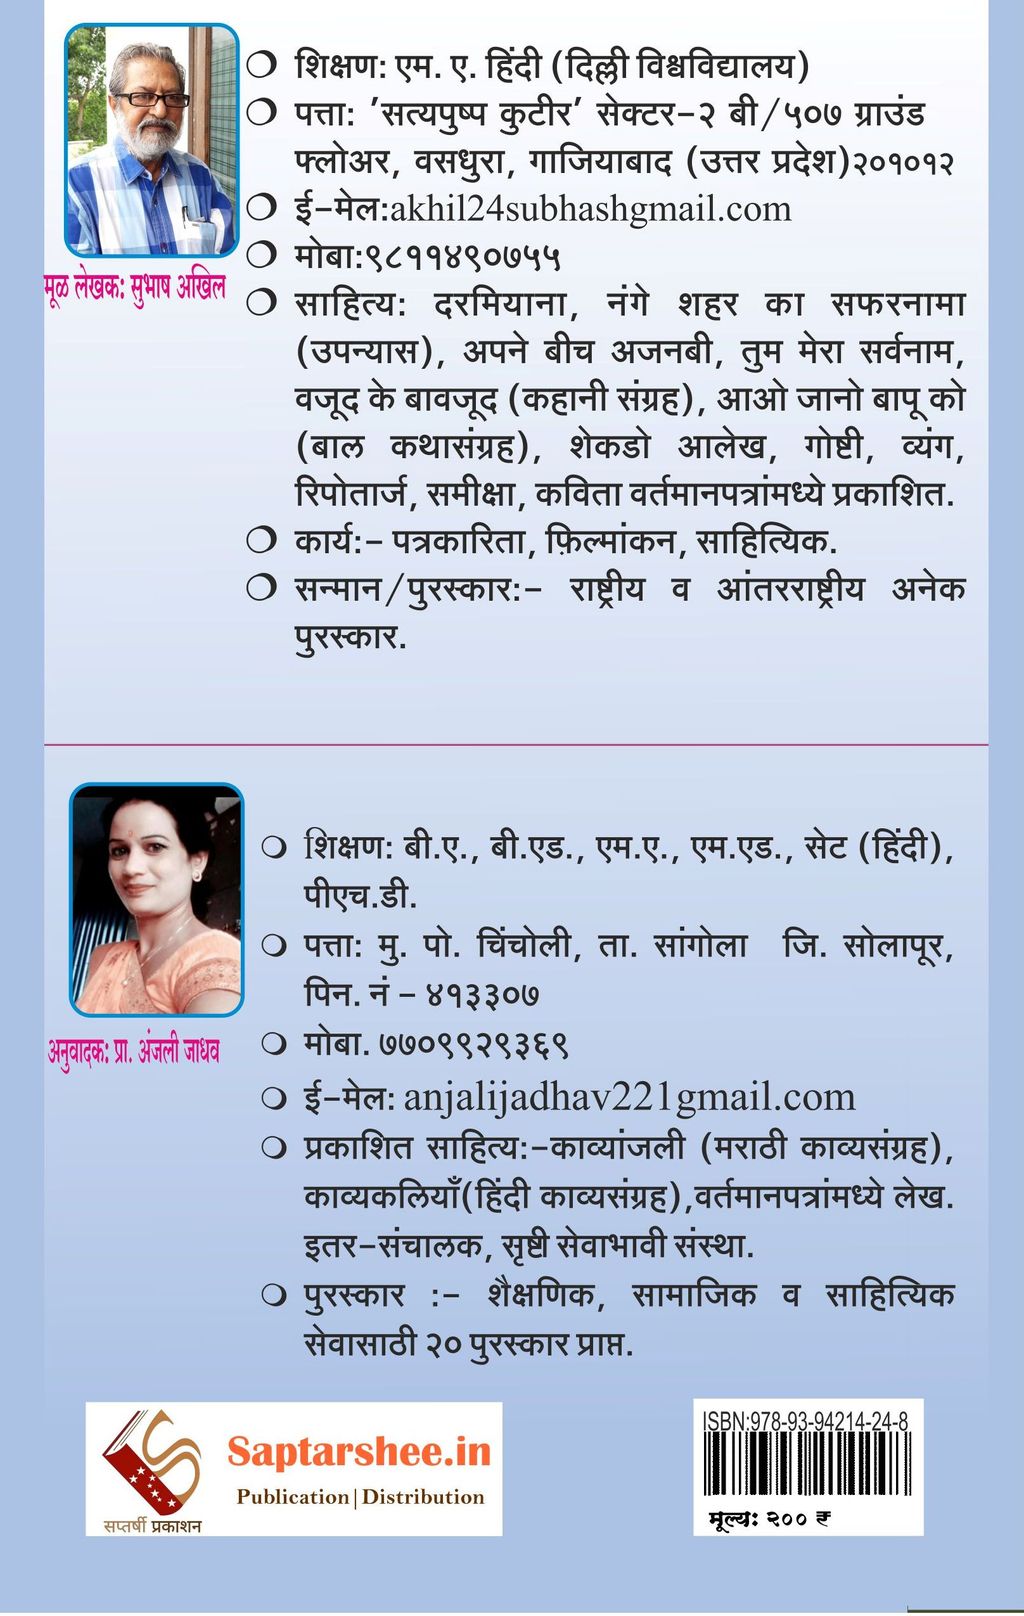 शिक्षण: एम. ए. हिंदी (दिल्ली विश्वविद्यालय)
पत्ता: ’सत्यपुष्प कुटीर’ सेक्टर-२ बी/५०७ ग्राउंड
फ्लोअर, वसधुरा, गाजियाबाद (उत्तर प्रदेश)२०१०१२
ई-मेल:akhil24subhashgmail.com
मोबा:९८११४९०७५५
मूळ लेखक: सुभाष अखिल
साहित्य: दरमियाना, नंगे शहर का सफरनामा
(उपन्यास), अपने बीच अजनबी, तुम मेरा सर्वनाम,
वजूद के बावजूद (कहानी संग्रह), आओ जानो बापू को
(बाल कथासंग्रह), शेकडो आलेख, गोष्टी, व्यंग,
रिपोतार्ज, समीक्षा, कविता वर्तमानपत्रांमध्ये प्रकाशित.
कार्य:- पत्रकारिता, फ़िल्मांकन, साहित्यिक.
सन्मान/पुरस्कार:- राष्ट्रीय व आंतरराष्ट्रीय अनेक
पुरस्कार.
शिक्षण: बी.ए., बी.एड., एम.ए., एम.एड., सेट (हिंदी),
पीएच.डी.
पत्ता: मु. पो. चिंचोली, ता. सांगोला जि. सोलापूर,
पिन. नं - ४१३३०७
मोबा. ७७०९९२९३६९
अनुवादक: प्रा. अंजली जाधव
ई-मेल: anjalijadhav221gmail.com
प्रकाशित साहित्य:-काव्यांजली (मराठी काव्यसंग्रह),
काव्यकलियाँ(हिंदी काव्यसंग्रह),वर्तमानपत्रांमध्ये लेख.
इतर-संचालक, सृष्टी सेवाभावी संस्था.
पुरस्कार :- शैक्षणिक, सामाजिक व साहित्यिक
सेवासाठी २० पुरस्कार प्राप्त.
Saptarshee.in
Publication|Distribution
सप्तर्षी प्रकाशन
ISBN:978-93-94214-24-8
मूल्य: २०० ₹